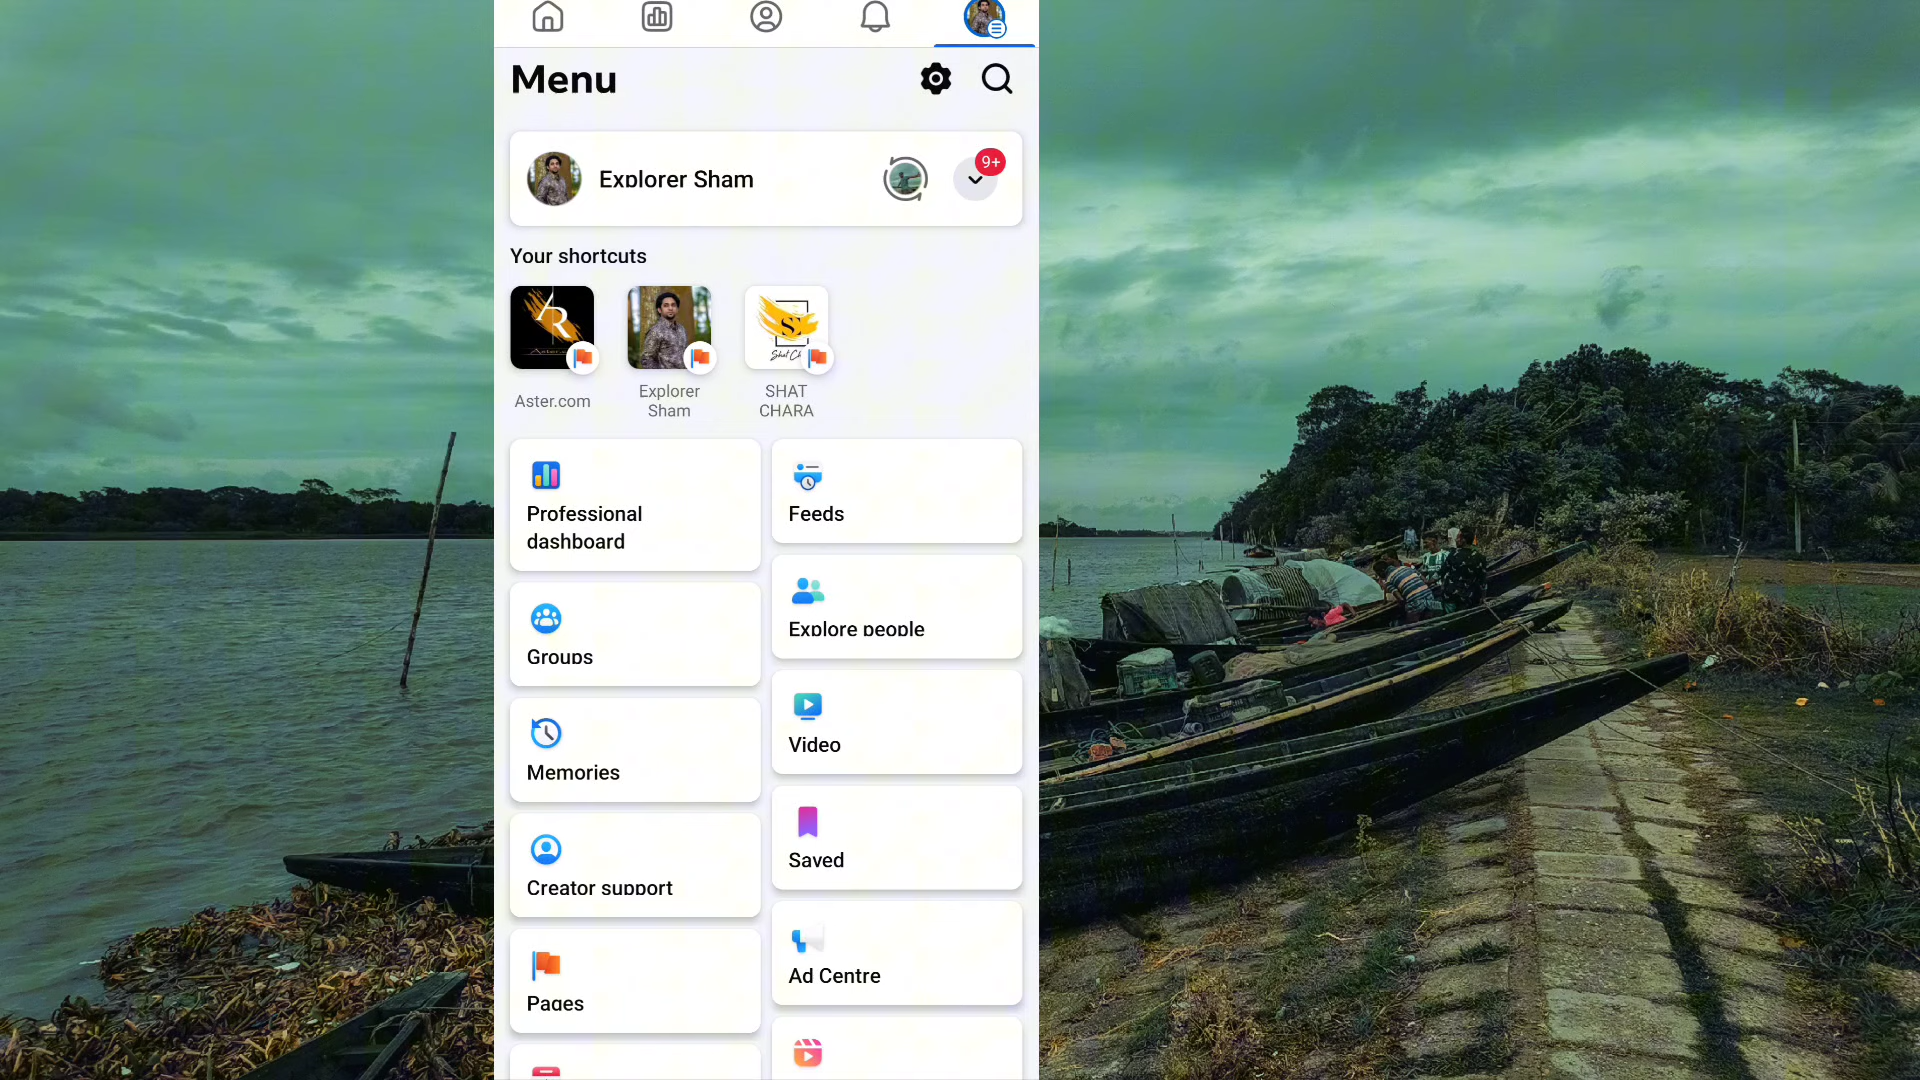 Menu
Explorer Sham
9+
Your shortcuts
Aster.com
Explorer
Sham
SHAT
CHARA
Professional
dashboard
Feeds
Explore people
Groups
Video
Memories
Saved
Creator support
Ad Centre
Pages